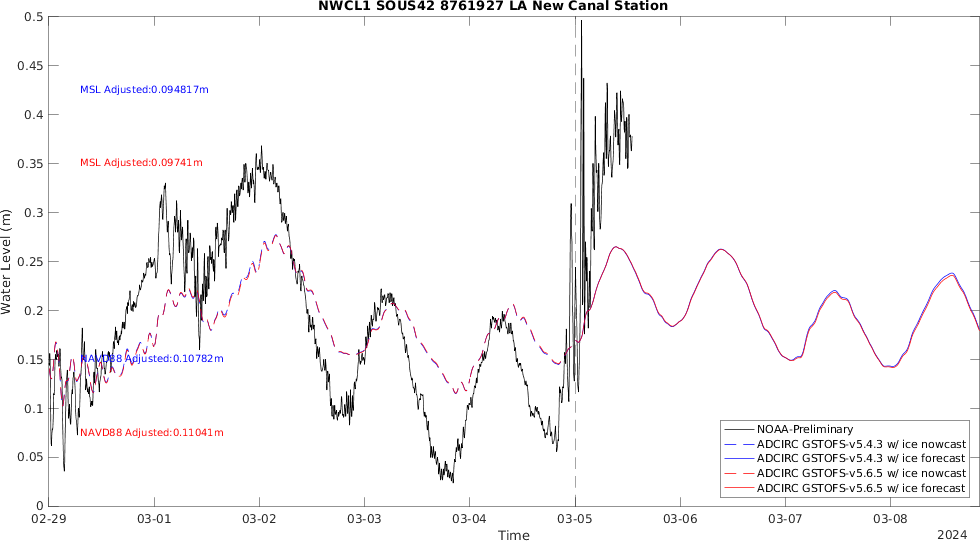 NWCL1 SOUS42 8761927 LA New Canal Station
0.5
0.45
0.4
0.35
0.3
0.25
0.2
0.15
0.1
0.05
0
Water Level (m)
MSL Adjusted:0.094817m
MSL Adjusted:0.09741m
NAVD88 Adjusted:0.10782m
NAVD88 Adjusted:0.11041m
NOAA-Preliminary
ADCIRC GSTOFS-v5.4.3 w/ ice nowcast
ADCIRC GSTOFS-v5.4.3 w/ ice forecast
ADCIRC GSTOFS-v5.6.5 w/ ice nowcast
ADCIRC GSTOFS-v5.6.5 w/ ice forecast
02-29 03-01 03-02 03-03 03-04 03-05 03-06 03-07 03-08
Time
2024